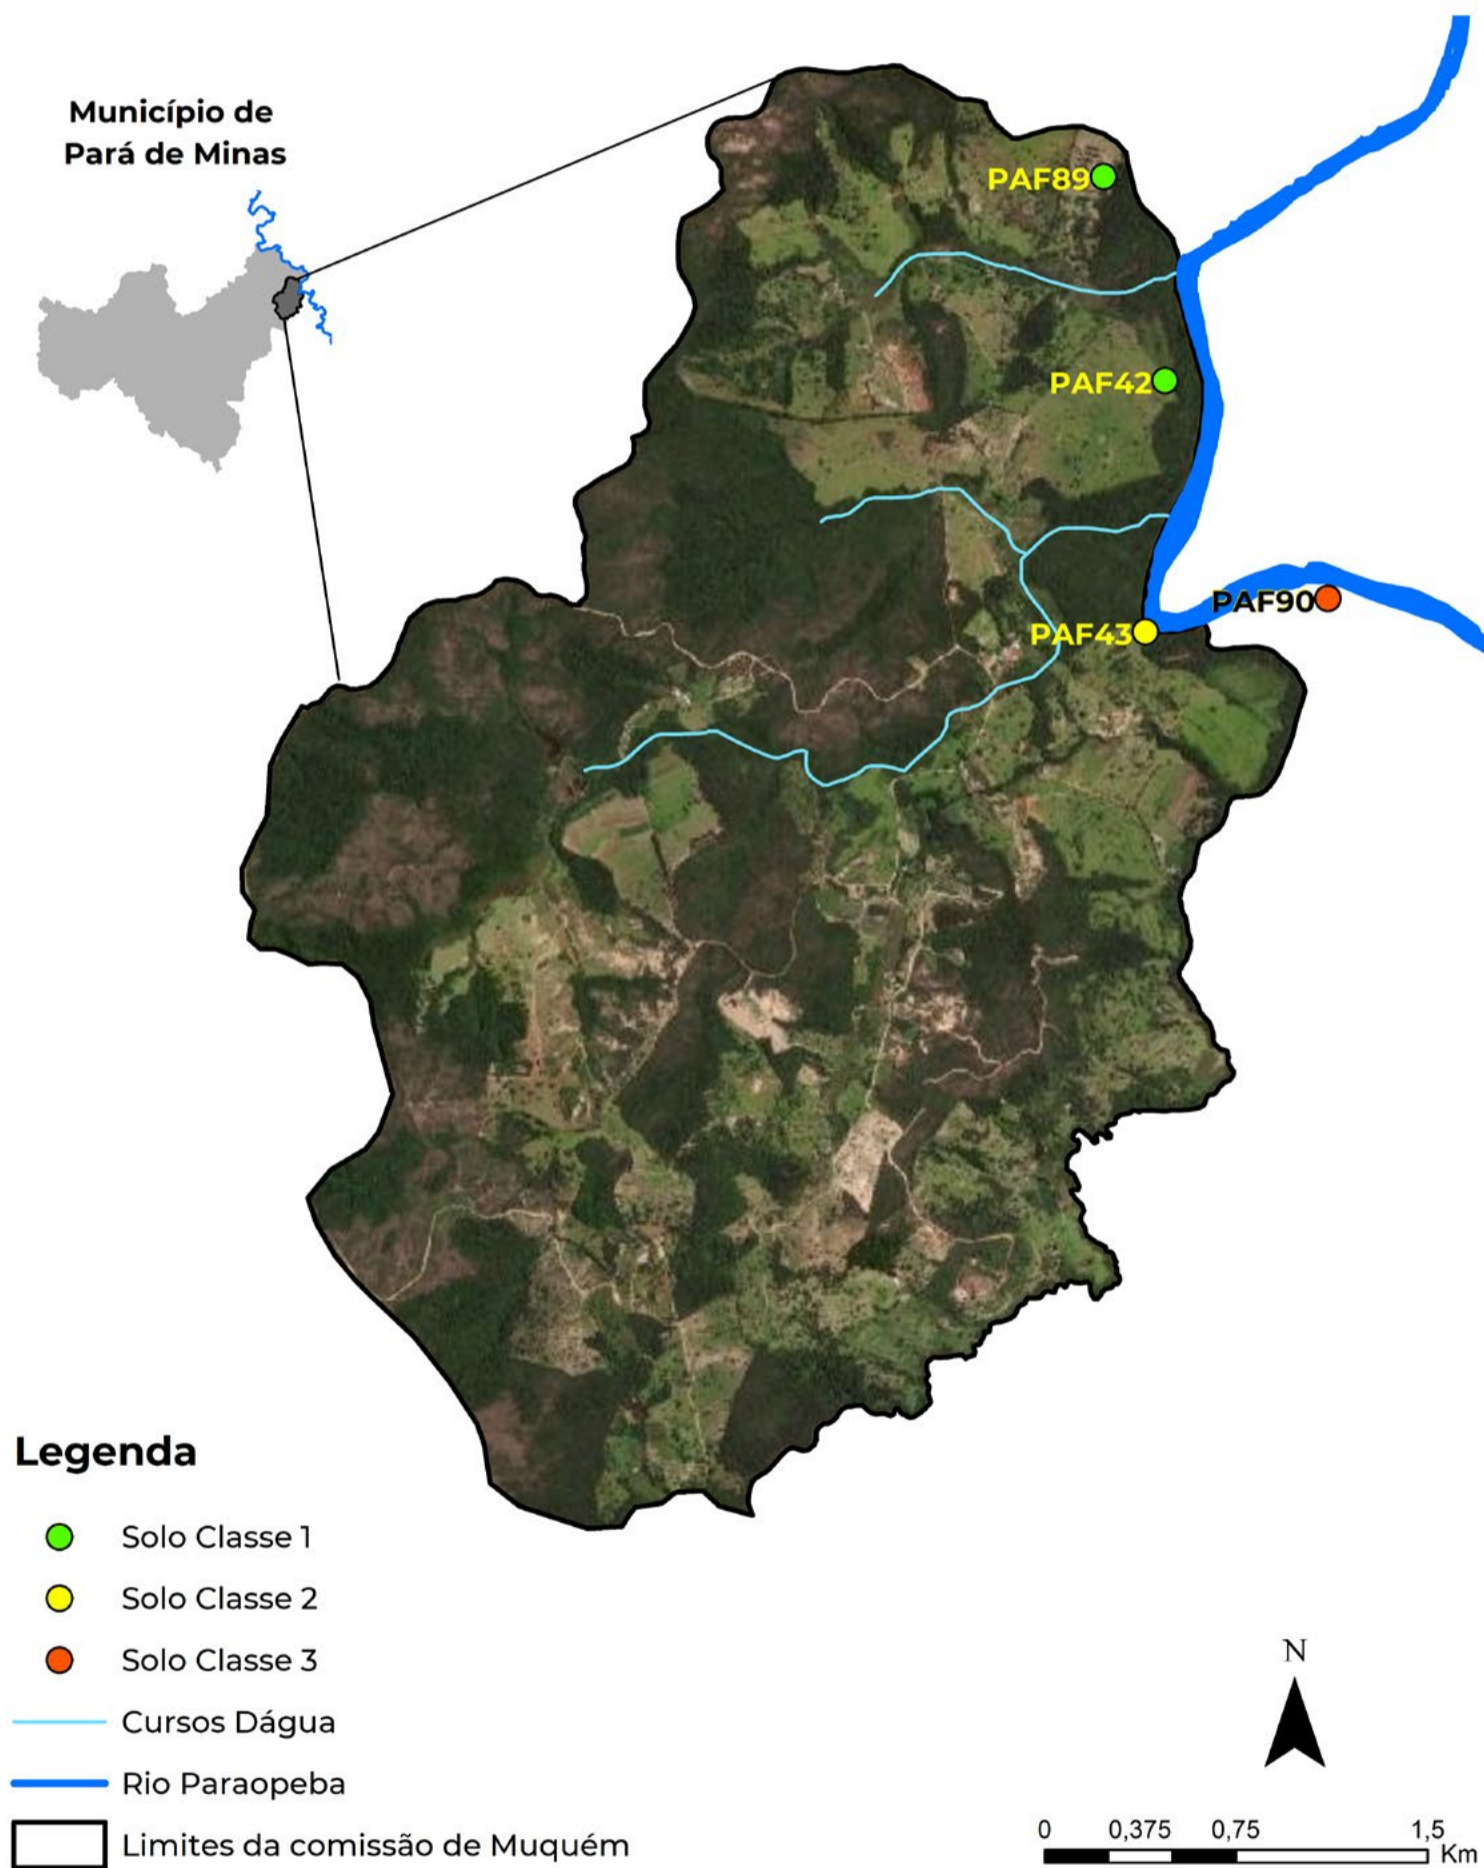 Município de
Pará de Minas
PAF89
PAF42
PAF90
PAF43
Legenda
Solo Classe 1
Solo Classe 2
Solo Classe 3
Cursos Dágua
Rio Paraopeba
Limites da comissão de Muquém
N
0 0,375 0,75 1,5
Km